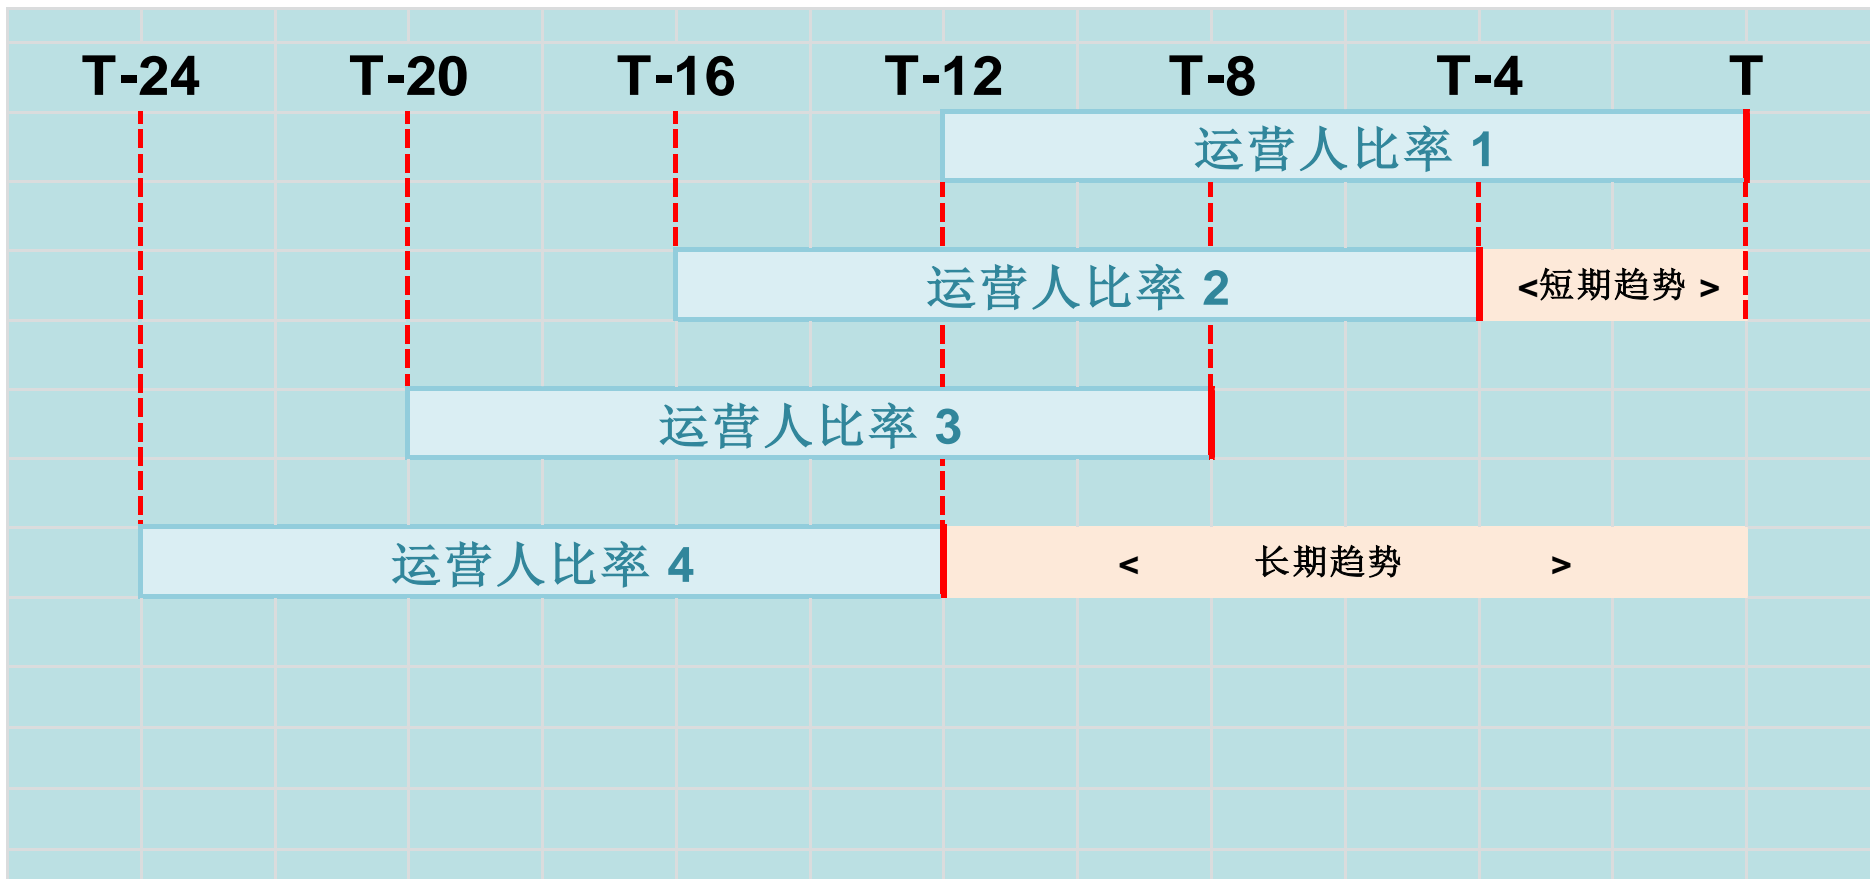 T-24 T-20 T-16 T-12 T-8 T-4 T
运营人比率 1
运营人比率 2 <短期趋势 >
运营人比率 3
运营人比率 4 < 长期趋势 >